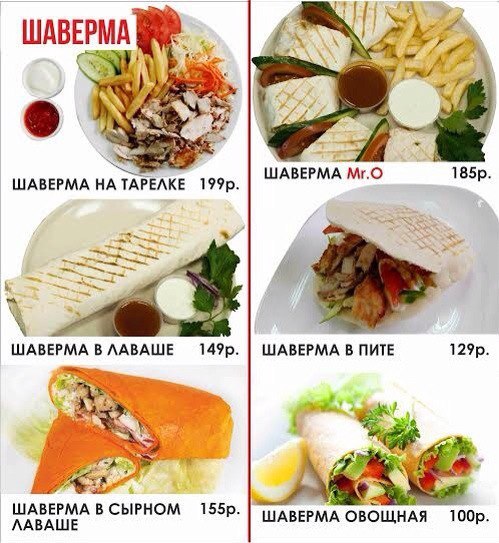 ШАВЕРМА
ШАВЕРМА НА ТАРЕЛКЕ 199р.
ШАВЕРМА Mr.O 185р.
ШАВЕРМА В ЛАВАШЕ 149р.
ШАВЕРМА В ПИТЕ 129р.
ШАВЕРМА В СЫРНОМ 155р.
ЛАВАШЕ
ШАВЕРМА ОВОЩНАЯ 100р.